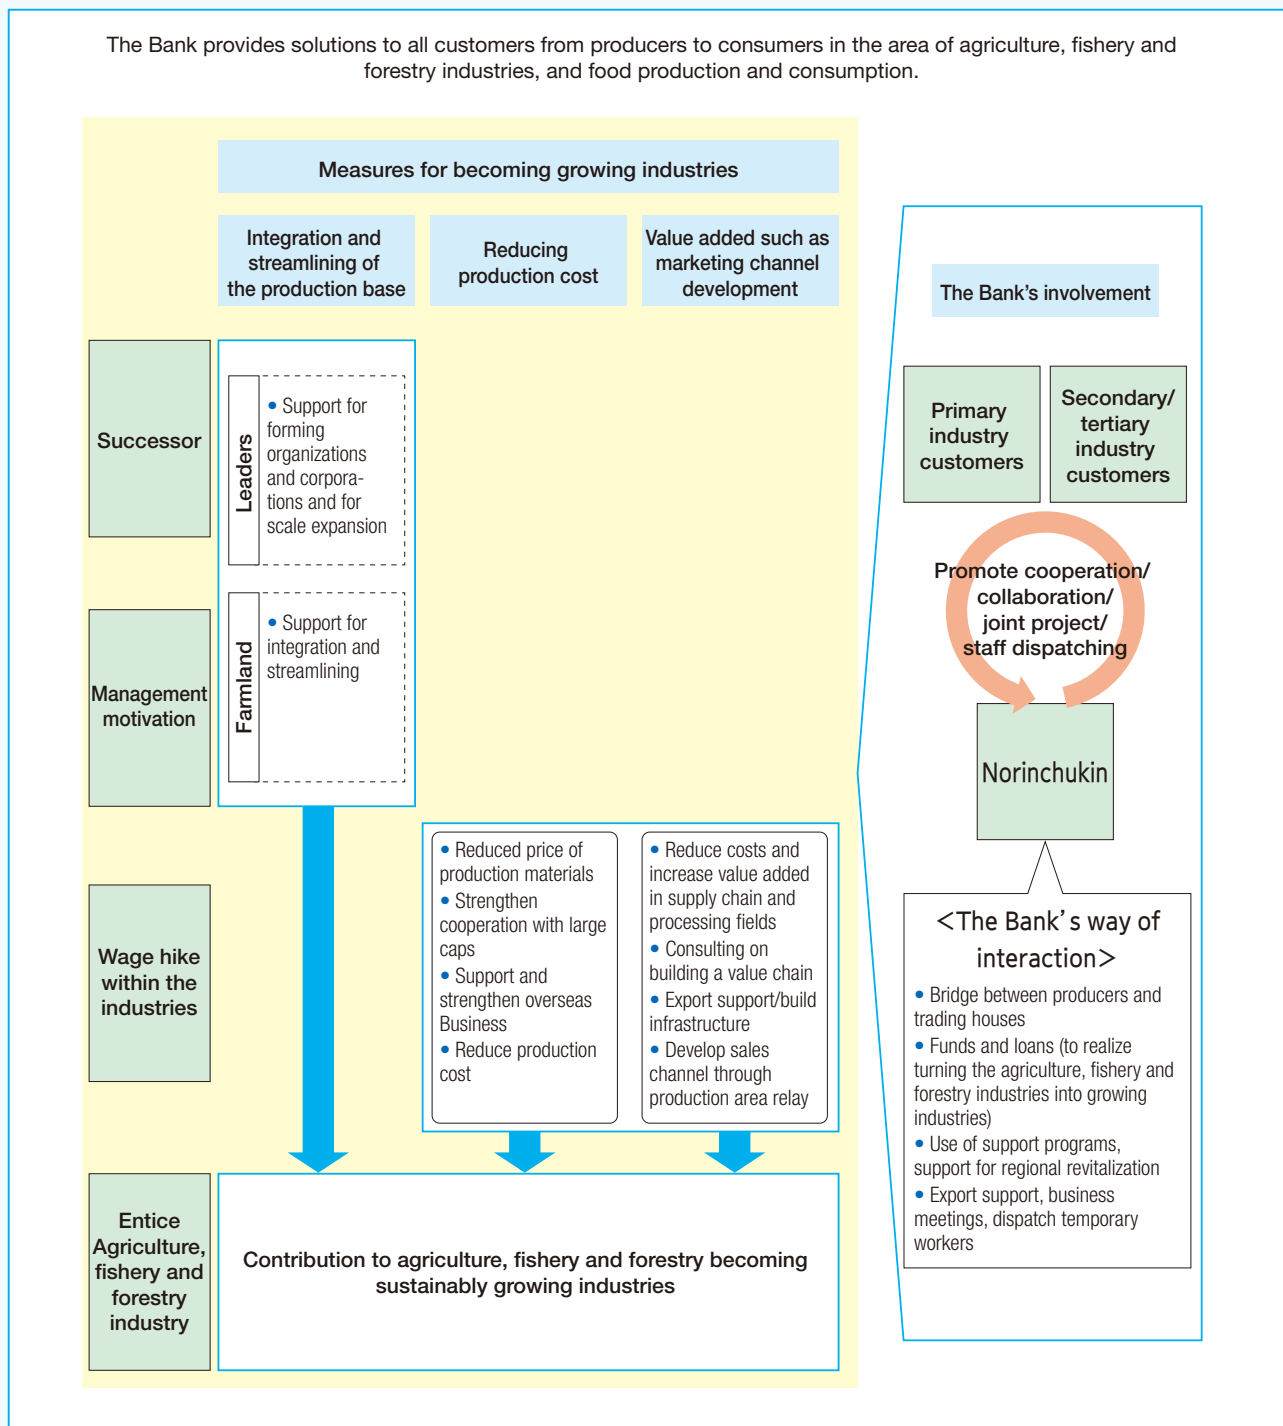 The Bank provides solutions to all customers from producers to consumers in the area of agriculture, fishery and
forestry industries, and food production and consumption.
Measures for becoming growing industries
Integration and
streamlining of
the production base
Reducing
production cost
Value added such as
marketing channel
development
Successor
Leaders
• Support for
forming
organizations
and corpora-
tions and for
scale expansion
Management
motivation
Farmland
• Support for
integration and
streamlining
Wage hike
within the
industries
• Reduced price of
production materials
• Strengthen
cooperation with large
caps
• Support and
strengthen overseas
Business
• Reduce production
cost
• Reduce costs and
increase value added
in supply chain and
processing fields
• Consulting on
building a value chain
• Export support/build
infrastructure
• Develop sales
channel through
production area relay
Entice
Agriculture,
fishery and
forestry
industry
Contribution to agriculture, fishery and forestry becoming
sustainably growing industries
The Bank’s involvement
Primary
industry
customers
Secondary/
tertiary
industry
customers
Promote cooperation/
collaboration/
joint project/
staff dispatching
Norinchukin
<The Bank’s way of
interaction>
• Bridge between producers and
trading houses
• Funds and loans (to realize
turning the agriculture, fishery and
forestry industries into growing
industries)
• Use of support programs,
support for regional revitalization
• Export support, business
meetings, dispatch temporary
workers